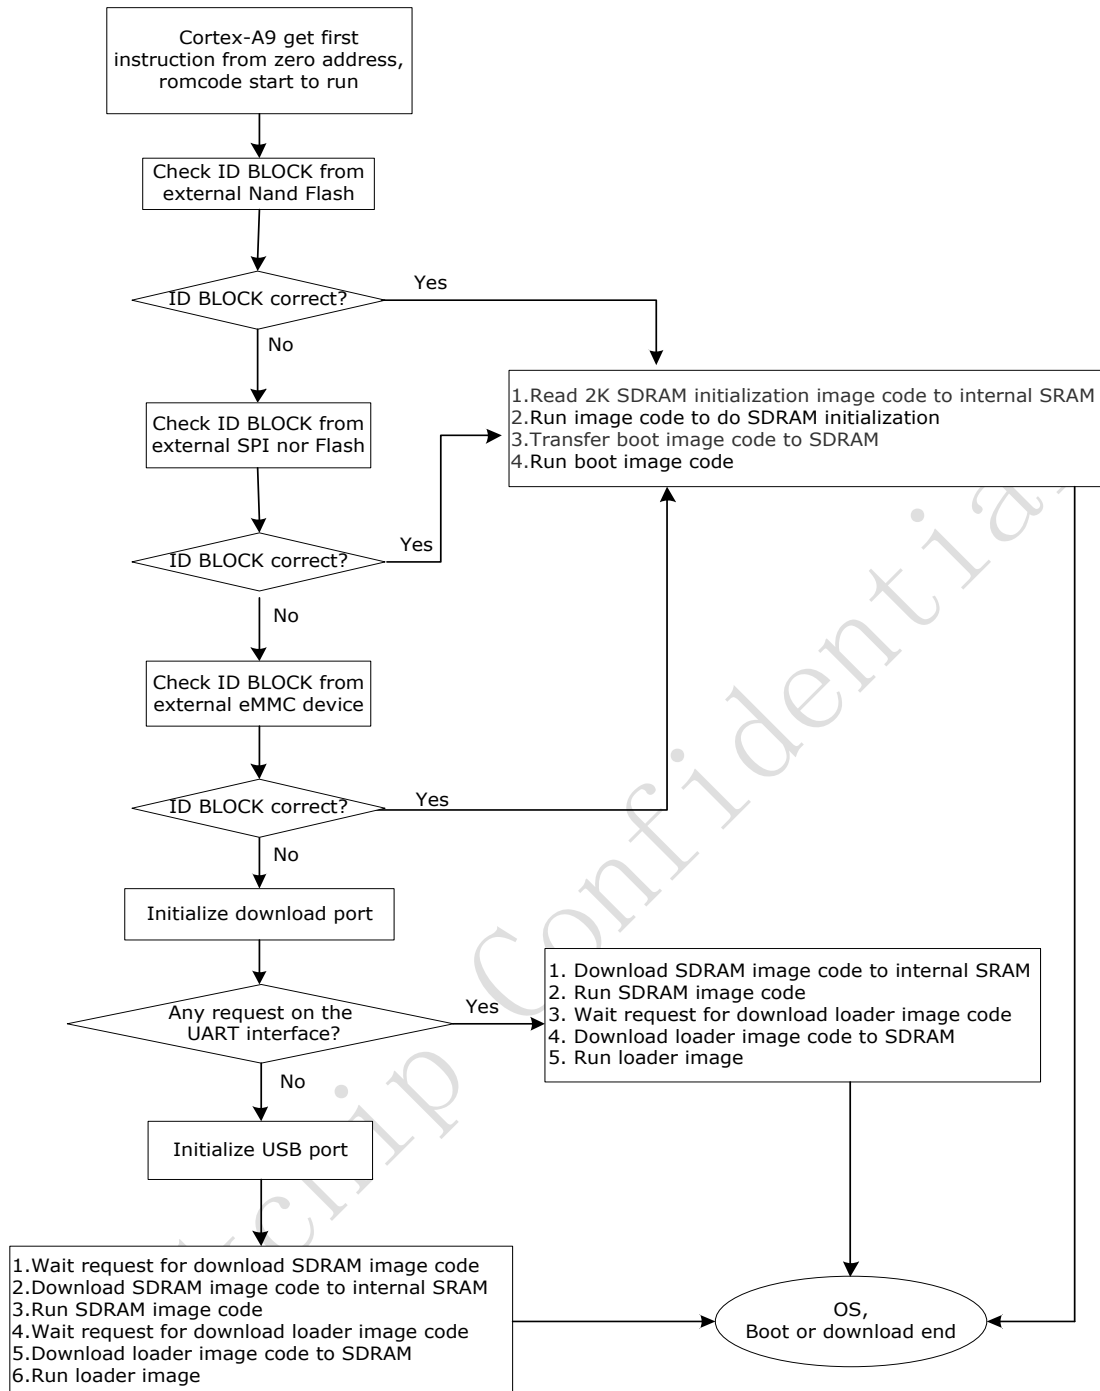 Cortex-A9 get first
instruction from zero address,
romcode start to run
Check ID BLOCK from
external Nand Flash
ID BLOCK correct?
Yes
No
1.Read 2K SDRAM initialization image code to internal SRAM
2.Run image code to do SDRAM initialization
3.Transfer boot image code to SDRAM
4.Run boot image code
Check ID BLOCK from
external SPI nor Flash
ID BLOCK correct?
Yes
No
Check ID BLOCK from
external eMMC device
ID BLOCK correct?
Yes
No
Initialize download port
Any request on the
UART interface?
Yes
No
1. Download SDRAM image code to internal SRAM
2. Run SDRAM image code
3. Wait request for download loader image code
4. Download loader image code to SDRAM
5. Run loader image
Initialize USB port
1.Wait request for download SDRAM image code
2.Download SDRAM image code to internal SRAM
3.Run SDRAM image code
4.Wait request for download loader image code
5.Download loader image code to SDRAM
6.Run loader image
OS,
Boot or download end
Confidential